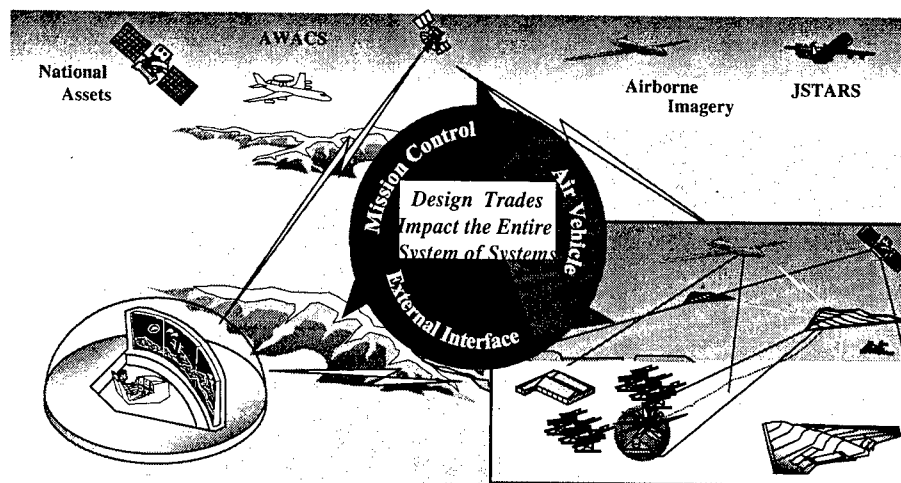 AWACS
National
Assets
Airborne
Imagery
JSTARS
Mission Control
Air Vehicle
Design Trades
Impact the Entire
System of Systems
External Interface